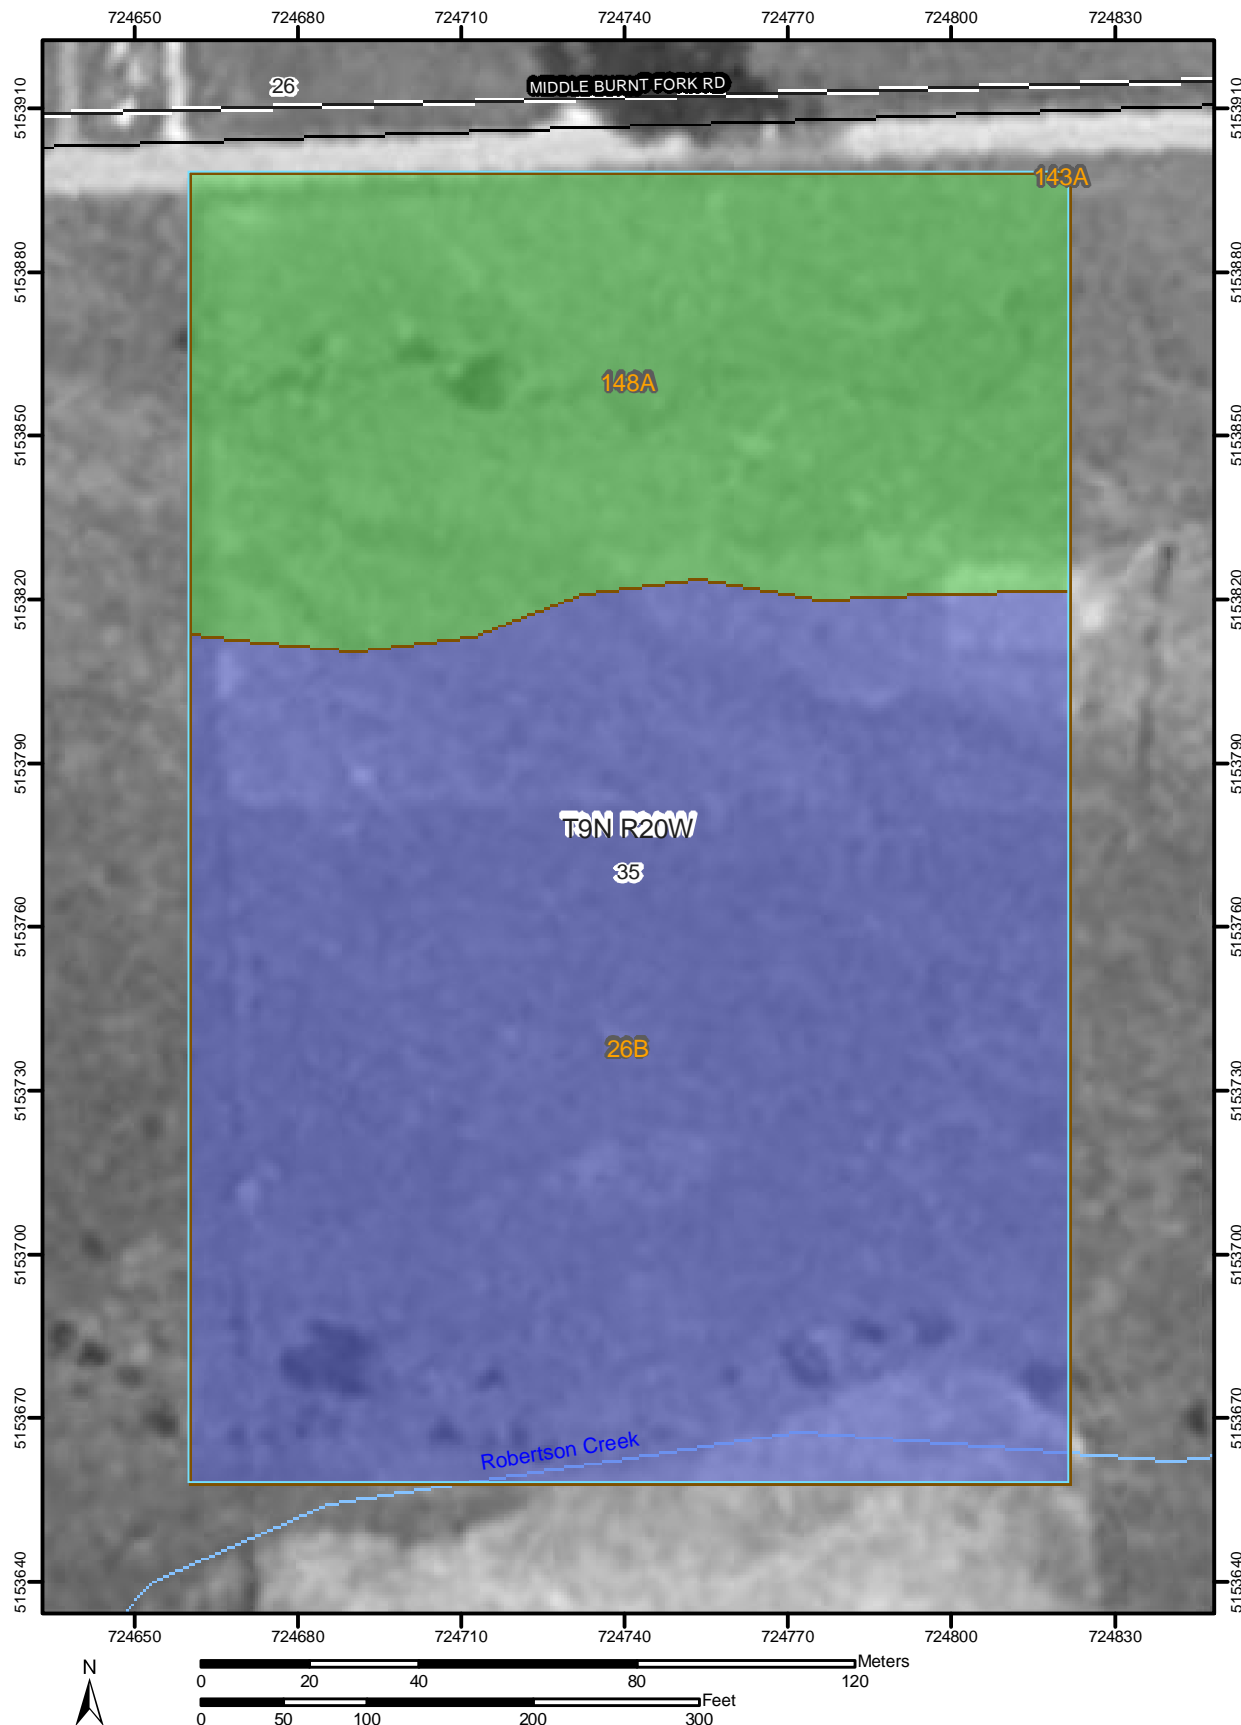 724650 724680 724710 724740 724770 724800 724830
26
MIDDLE BURNT FORK RD
5153910 5153910
143A
5153880 5153880
148A
5153850 5153850
5153820 5153820
5153790 5153790
T9N R20W
35
5153760 5153760
26B
5153730 5153730
5153700 5153700
5153670 5153670
Robertson Creek
5153640 5153640
724650 724680 724710 724740 724770 724800 724830
N
Meters
0 20 40 80 120
Feet
0 50 100 200 300